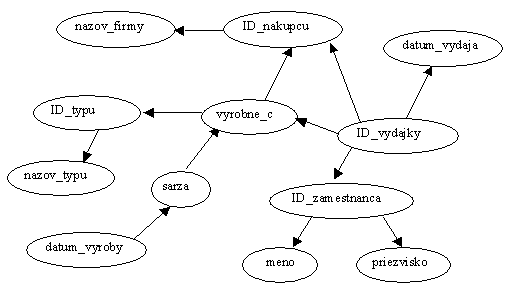 nazov_firmy
ID_nakupcu
datum_vydaja
ID_typu
vyrobne_c
ID_vydajky
nazov_typu
sarza
ID_zamestnanca
datum_vyroby
meno
priezvisko